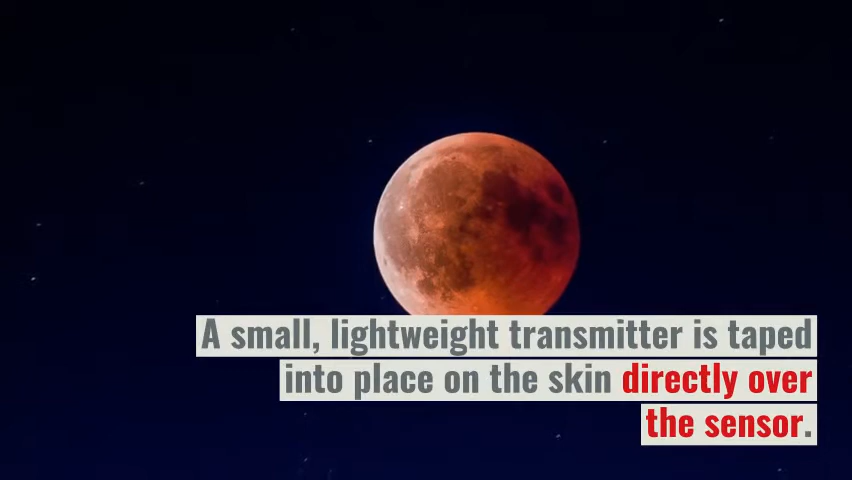 A small, lightweight transmitter is taped
into place on the skin directly over
the sensor.